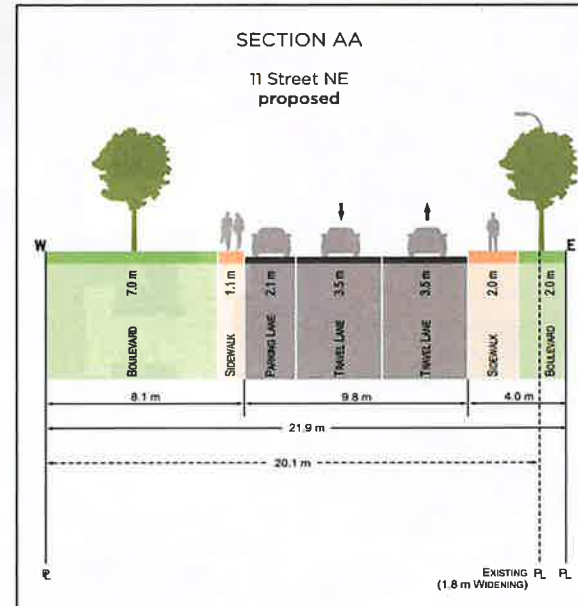 SECTION AA
11 Street NE
proposed
W
E
7.0 m
1.1 m
2.1 m
3.5 m
3.5 m
2.0 m
2.0 m
BOULEVARD
SIDEWALK
PARKING LANE
TRAVEL LANE
TRAVEL LANE
SIDEWALK
BOULEVARD
8.1 m
9.8 m
4.0 m
21.9 m
20.1 m
PL
EXISTING PL PL
(1.8 m WIDENING)